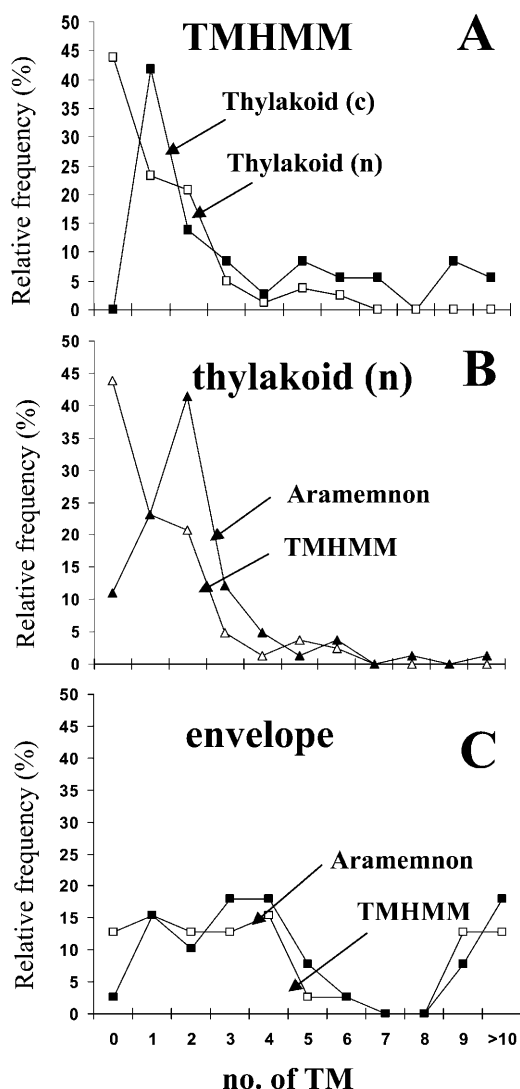 TMHMM
A
50
45
40
35
30
25
20
15
10
5
0
Relative frequency (%)
Thylakoid (c)
Thylakoid (n)
thylakoid (n)
B
50
45
40
35
30
25
20
15
10
5
0
Relative frequency (%)
Aramemnon
TMHMM
envelope
C
50
45
40
35
30
25
20
15
10
5
0
Relative frequency (%)
Aramemnon
TMHMM
0 1 2 3 4 5 6 7 8 9 >10
no. of TM